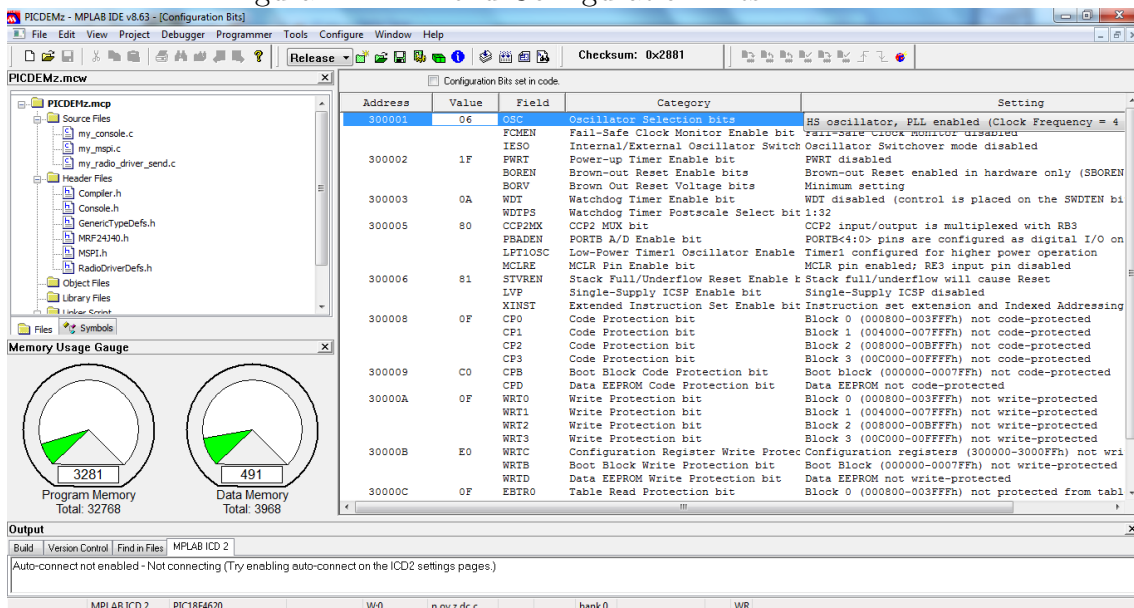 PICDEMz - MPLAB IDE v8.63 - [Configuration Bits]
File Edit View Project Debugger Programmer Tools Configure Window Help
Release Checksum: 0x2881
PICDEMz.mcw
Configuration Bits set in code.
PICDEMz.mcp
Source Files
my_console.c
my_mspi.c
my_radio_driver_send.c
Header Files
Compiler.h
Console.h
GenericTypeDefs.h
MRF24J40.h
MSPI.h
RadioDriverDefs.h
Object Files
Library Files
Linker Script
Files Symbols
Memory Usage Gauge
3281
Program Memory
Total: 32768
491
Data Memory
Total: 3968
Address Value Field Category Setting
300001 06 OSC Oscillator Selection bits HS oscillator, PLL enabled (Clock Frequency = 4
FCMEN Fail-Safe Clock Monitor Enable bit Fail-Safe Clock Monitor disabled
IESO Internal/External Oscillator Switch Oscillator Switchover mode disabled
300002 1F PWRT Power-up Timer Enable bit PWRT disabled
BOREN Brown-out Reset Enable bits Brown-out Reset enabled in hardware only (SBOREN
BORV Brown Out Reset Voltage bits Minimum setting
300003 0A WDT Watchdog Timer Enable bit WDT disabled (control is placed on the SWDTEN bi
WDTPS Watchdog Timer Postscale Select bit 1:32
300005 80 CCP2MX CCP2 MUX bit CCP2 input/output is multiplexed with RB3
PBADEN PORTB A/D Enable bit PORTB<4:0> pins are configured as digital I/O on
LPT1OSC Low-Power Timer1 Oscillator Enable Timer1 configured for higher power operation
MCLRE MCLR Pin Enable bit MCLR pin enabled; RE3 input pin disabled
300006 81 STVREN Stack Full/Underflow Reset Enable b Stack full/underflow will cause Reset
LVP Single-Supply ICSP Enable bit Single-Supply ICSP disabled
XINST Extended Instruction Set Enable bit Instruction set extension and Indexed Addressing
300008 0F CP0 Code Protection bit Block 0 (000800-003FFFh) not code-protected
CP1 Code Protection bit Block 1 (004000-007FFFh) not code-protected
CP2 Code Protection bit Block 2 (008000-00BFFFh) not code-protected
CP3 Code Protection bit Block 3 (00C000-00FFFFh) not code-protected
300009 C0 CPB Boot Block Code Protection bit Boot block (000000-0007FFh) not code-protected
CPD Data EEPROM Code Protection bit Data EEPROM not code-protected
30000A 0F WRT0 Write Protection bit Block 0 (000800-003FFFh) not write-protected
WRT1 Write Protection bit Block 1 (004000-007FFFh) not write-protected
WRT2 Write Protection bit Block 2 (008000-00BFFFh) not write-protected
WRT3 Write Protection bit Block 3 (00C000-00FFFFh) not write-protected
30000B E0 WRTC Configuration Register Write Protec Configuration registers (300000-3000FFh) not wri
WRTB Boot Block Write Protection bit Boot Block (000000-0007FFh) not write-protected
WRTD Data EEPROM Write Protection bit Data EEPROM not write-protected
30000C 0F EBTR0 Table Read Protection bit Block 0 (000800-003FFFh) not protected from tabl
Output
Build Version Control Find in Files MPLAB ICD 2
Auto-connect not enabled - Not connecting (Try enabling auto-connect on the ICD2 settings pages.)
MPLAB ICD 2 PIC18F4620 W:0 n ov z dc c bank 0 WR